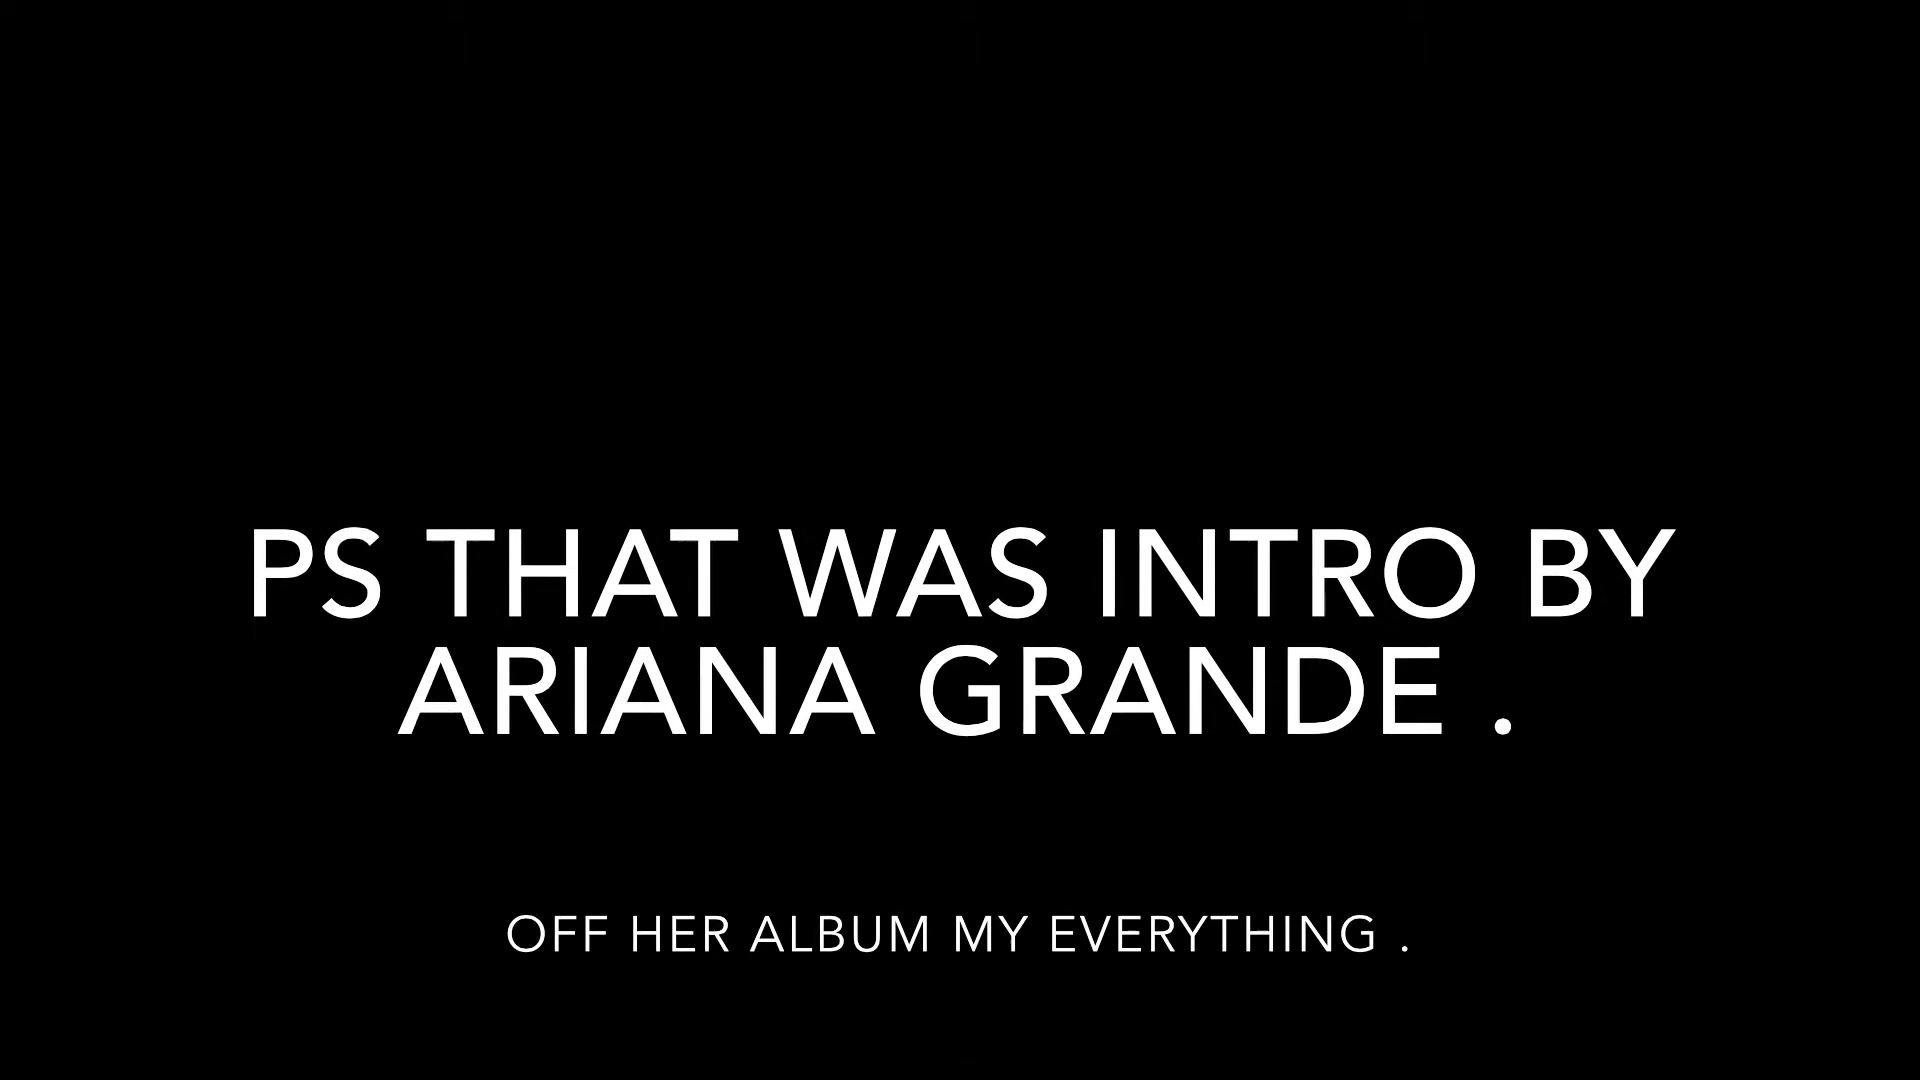 PS THAT WAS INTRO BY
ARIANA GRANDE .
OFF HER ALBUM MY EVERYTHING .